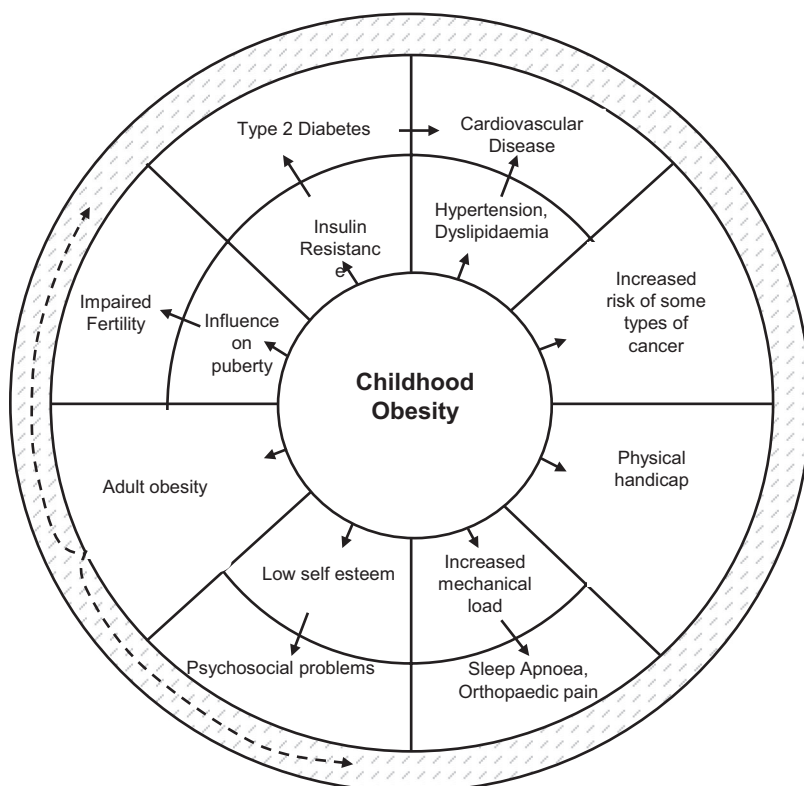 Type 2 Diabetes
Cardiovascular
Disease
Insulin
Resistanc
e
Hypertension,
Dyslipidaemia
Impaired
Fertility
Influence
on
puberty
Increased
risk of some
types of
cancer
Childhood
Obesity
Adult obesity
Physical
handicap
Low self esteem
Increased
mechanical
load
Psychosocial problems
Sleep Apnoea,
Orthopaedic pain